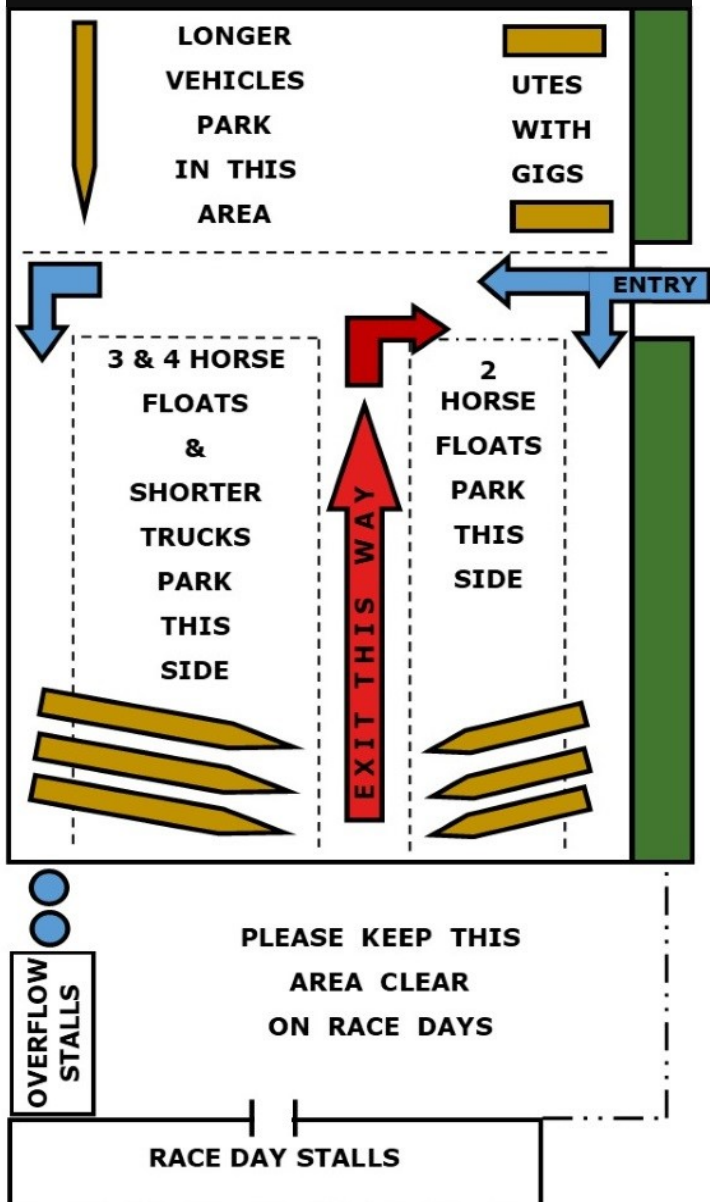 LONGER
VEHICLES
PARK
IN THIS
AREA
UTES
WITH
GIGS
ENTRY
3 & 4 HORSE
FLOATS
&
SHORTER
TRUCKS
PARK
THIS
SIDE
EXIT THIS WAY
2
HORSE
FLOATS
PARK
THIS
SIDE
PLEASE KEEP THIS
AREA CLEAR
ON RACE DAYS
OVERFLOW
STALLS
RACE DAY STALLS